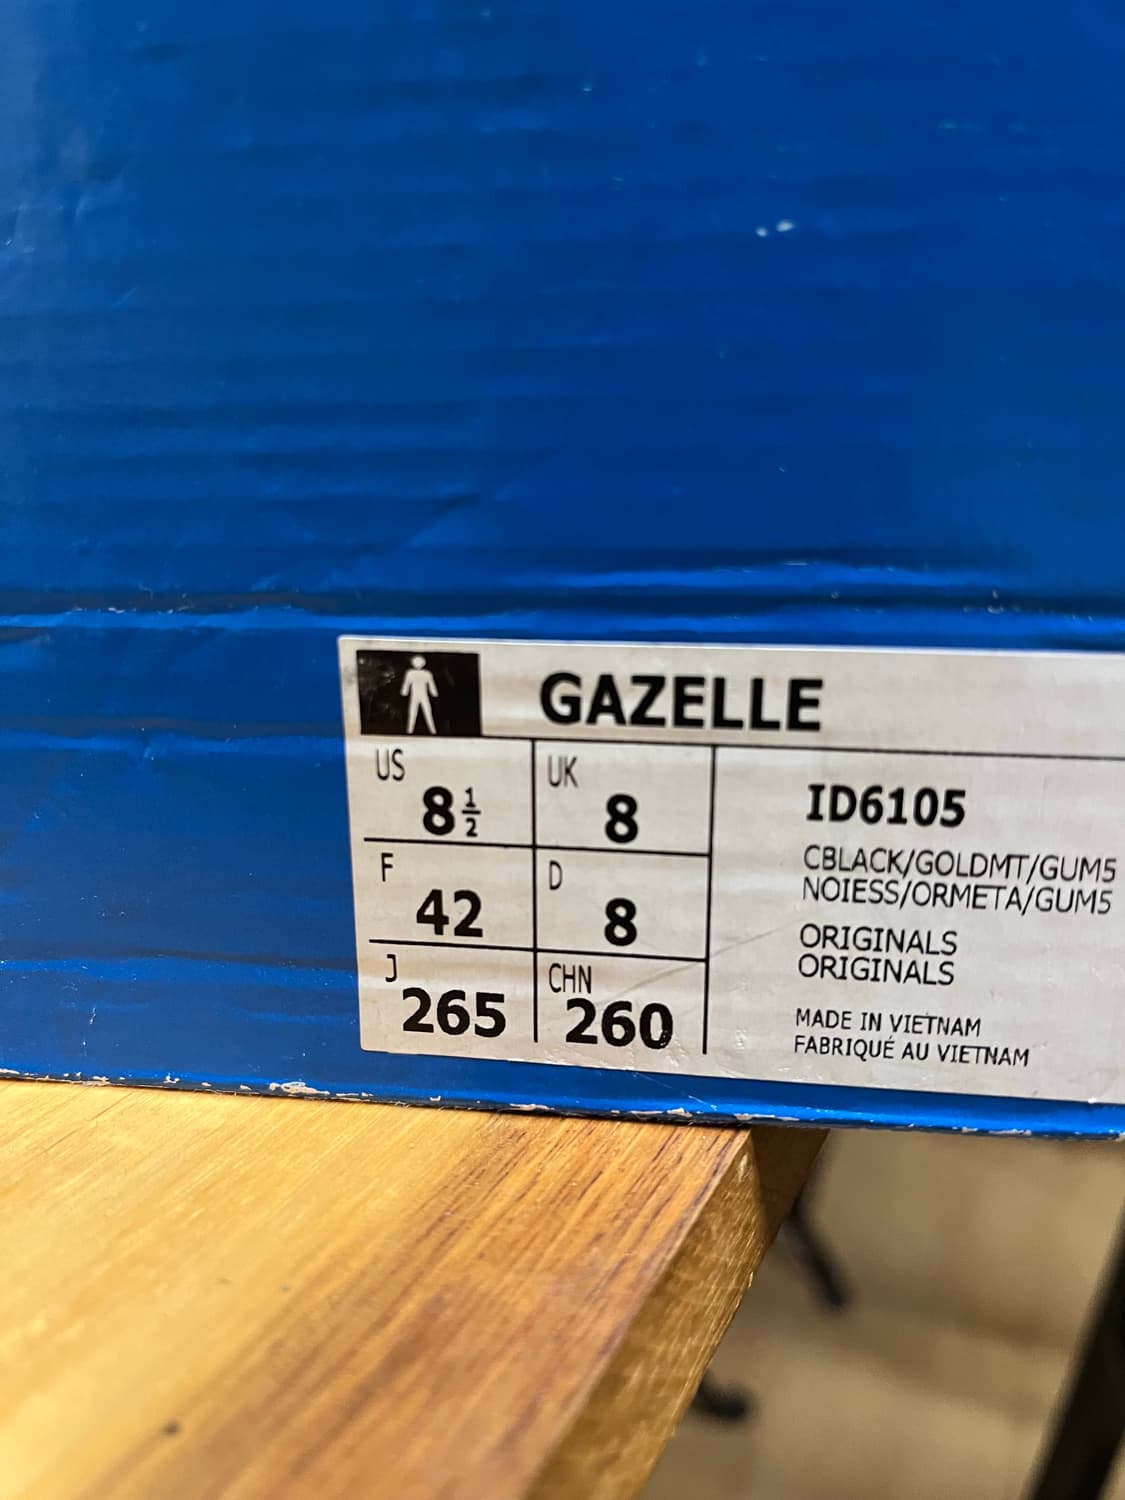 GAZELLE
US
8½
UK
8
F
42
D
8
J
265
CHN
260
ID6105
CBLACK/GOLDMT/GUM5
NOIESS/ORMETA/GUM5
ORIGINALS
ORIGINALS
MADE IN VIETNAM
FABRIQUÉ AU VIETNAM